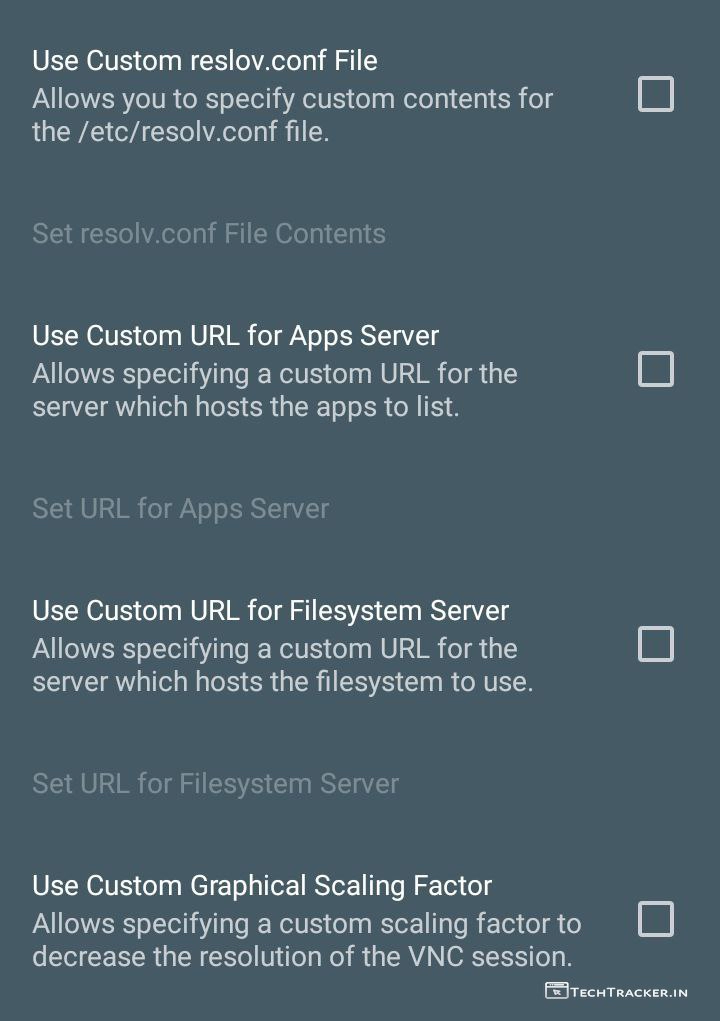 Use Custom reslov.conf File
Allows you to specify custom contents for
the /etc/resolv.conf file.
Set resolv.conf File Contents
Use Custom URL for Apps Server
Allows specifying a custom URL for the
server which hosts the apps to list.
Set URL for Apps Server
Use Custom URL for Filesystem Server
Allows specifying a custom URL for the
server which hosts the filesystem to use.
Set URL for Filesystem Server
Use Custom Graphical Scaling Factor
Allows specifying a custom scaling factor to
decrease the resolution of the VNC session.
TECHTRACKER.IN